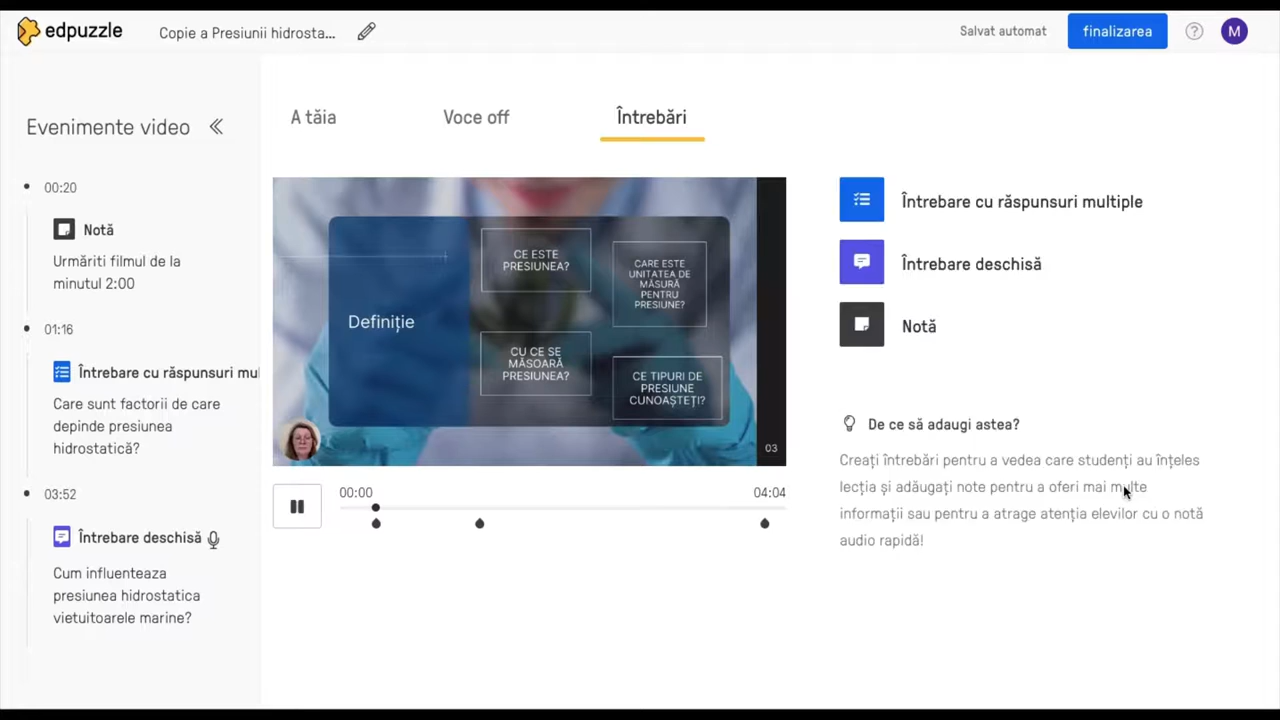 edpuzzle
Copie a Presiunii hidrosta...
Salvat automat
finalizarea
?
M
Evenimente video
A tăia
Voce off
Întrebări
00:20
Notă
Urmăriti filmul de la
minutul 2:00
01:16
Întrebare cu răspunsuri mul
Care sunt factorii de care
depinde presiunea
hidrostatică?
03:52
Întrebare deschisă
Cum influenteaza
presiunea hidrostatica
vietuitoarele marine?
Definiție
CE ESTE
PRESIUNEA?
CARE ESTE
UNITATEA DE
MĂSURĂ
PENTRU
PRESIUNE?
CU CE SE
MĂSOARĂ
PRESIUNEA?
CE TIPURI DE
PRESIUNE
CUNOAȘTEȚI?
03
00:00
04:04
Întrebare cu răspunsuri multiple
Întrebare deschisă
Notă
De ce să adaugi astea?
Creați întrebări pentru a vedea care studenți au înțeles
lecția și adăugați note pentru a oferi mai multe
informații sau pentru a atrage atenția elevilor cu o notă
audio rapidă!